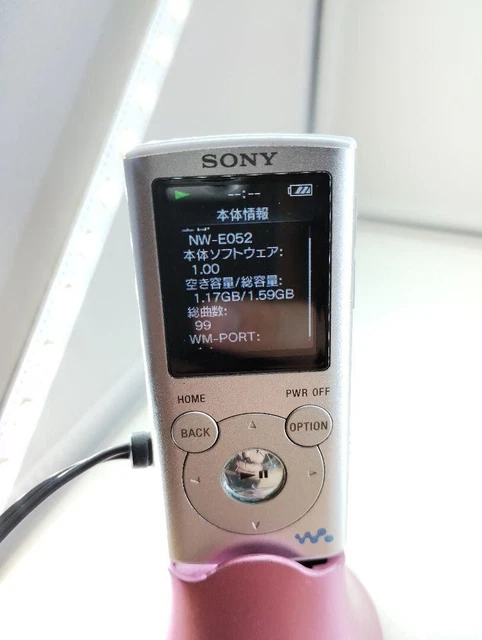 SONY
--:--
本体情報
NW-E052
本体ソフトウェア:
1.00
空き容量/総容量:
1.17GB/1.59GB
総曲数:
99
WM-PORT:
HOME
PWR OFF
BACK
OPTION